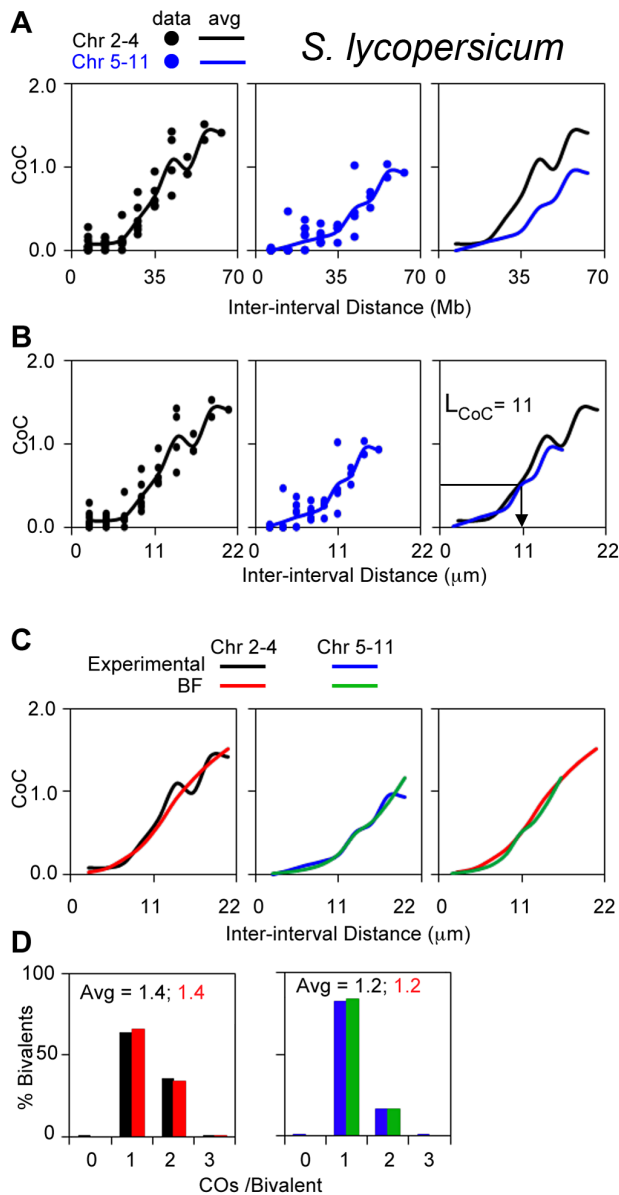 A
data avg
Chr 2-4
Chr 5-11
S. lycopersicum
2.0
CoC
1.0
0.0
0 35 70 0 35 70 0 35 70
Inter-interval Distance (Mb)
B
2.0
CoC
1.0
0.0
LCoC= 11
0 11 22 0 11 22 0 11 22
Inter-interval Distance (μm)
C
Chr 2-4 Chr 5-11
Experimental
BF
2.0
CoC
1.0
0.0
0 11 22 0 11 22 0 11 22
Inter-interval Distance (μm)
D
100
Avg = 1.4; 1.4 Avg = 1.2; 1.2
% Bivalents
50
0
0 1 2 3 0 1 2 3
COs /Bivalent